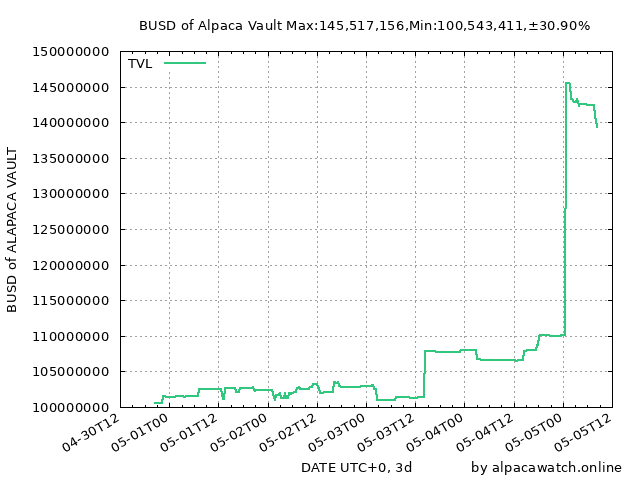 BUSD of Alpaca Vault Max:145,517,156,Min:100,543,411,±30.90%
TVL
150000000
145000000
140000000
135000000
130000000
125000000
120000000
115000000
110000000
105000000
100000000
BUSD of ALAPACA VAULT
04-30T12
05-01T00
05-01T12
05-02T00
05-02T12
05-03T00
05-03T12
05-04T00
05-04T12
05-05T00
05-05T12
DATE UTC+0, 3d
by alpacawatch.online